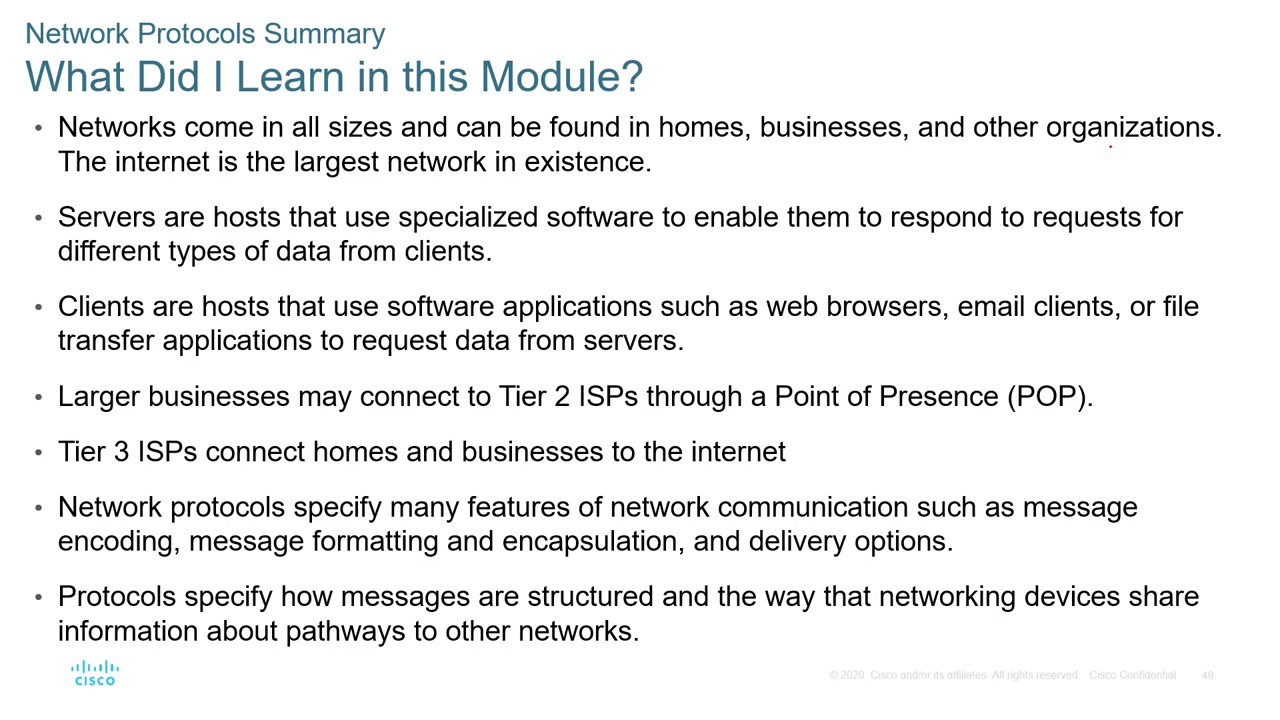 Network Protocols Summary
What Did I Learn in this Module?
• Networks come in all sizes and can be found in homes, businesses, and other organizations.
The internet is the largest network in existence.
• Servers are hosts that use specialized software to enable them to respond to requests for
different types of data from clients.
• Clients are hosts that use software applications such as web browsers, email clients, or file
transfer applications to request data from servers.
• Larger businesses may connect to Tier 2 ISPs through a Point of Presence (POP).
• Tier 3 ISPs connect homes and businesses to the internet
• Network protocols specify many features of network communication such as message
encoding, message formatting and encapsulation, and delivery options.
• Protocols specify how messages are structured and the way that networking devices share
information about pathways to other networks.
CISCO
© 2020 Cisco and/or its affiliates. All rights reserved. Cisco Confidential 49